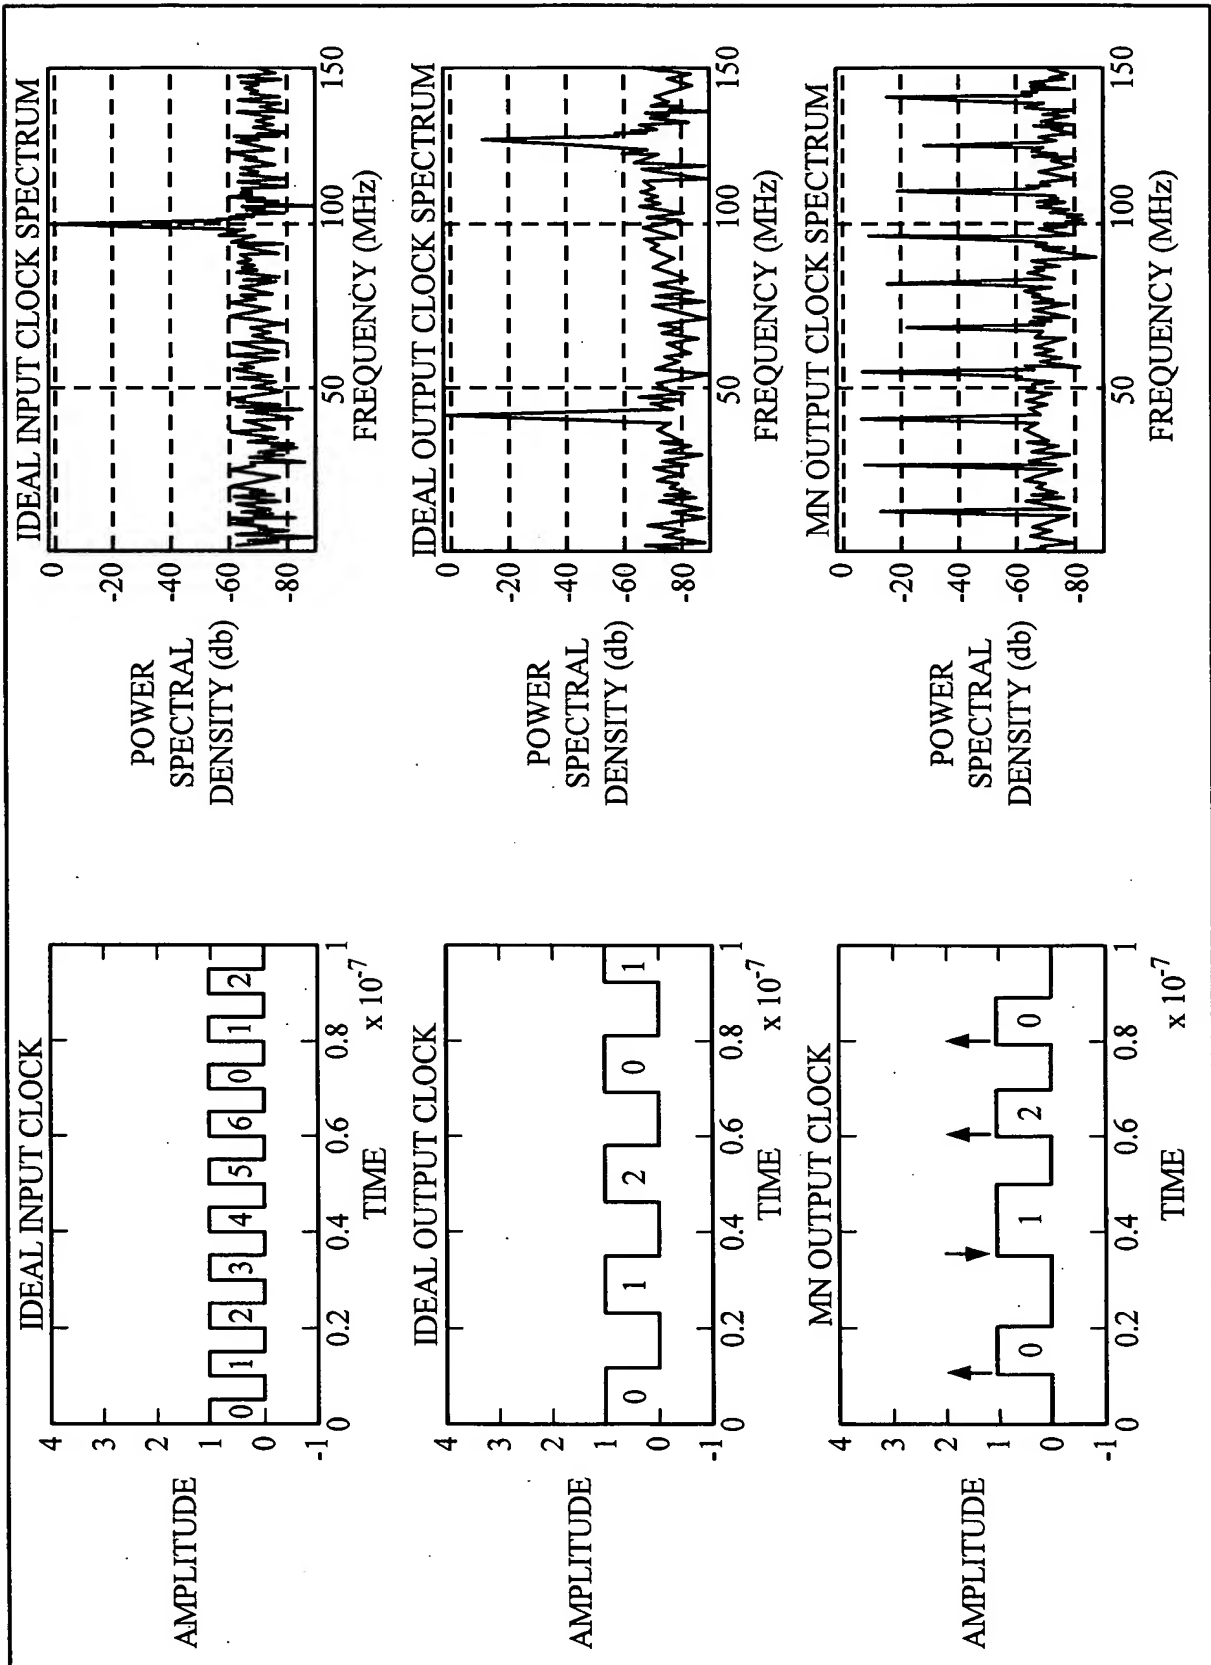 IDEAL INPUT CLOCK
AMPLITUDE
4
3
2
1
0
-1
0 1 2 3 4 5 6 0 1 2
0 0.2 0.4 0.6 0.8 1
TIME
x 10-7
IDEAL INPUT CLOCK SPECTRUM
POWER
SPECTRAL
DENSITY (db)
0
-20
-40
-60
-80
50 100 150
FREQUENCY (MHz)
IDEAL OUTPUT CLOCK
AMPLITUDE
4
3
2
1
0
-1
0 1 2 0 1
0 0.2 0.4 0.6 0.8 1
TIME
x 10-7
IDEAL OUTPUT CLOCK SPECTRUM
POWER
SPECTRAL
DENSITY (db)
0
-20
-40
-60
-80
50 100 150
FREQUENCY (MHz)
MN OUTPUT CLOCK
AMPLITUDE
4
3
2
1
0
-1
0 1 2 0
0 0.2 0.4 0.6 0.8 1
TIME
x 10-7
MN OUTPUT CLOCK SPECTRUM
POWER
SPECTRAL
DENSITY (db)
0
-20
-40
-60
-80
50 100 150
FREQUENCY (MHz)